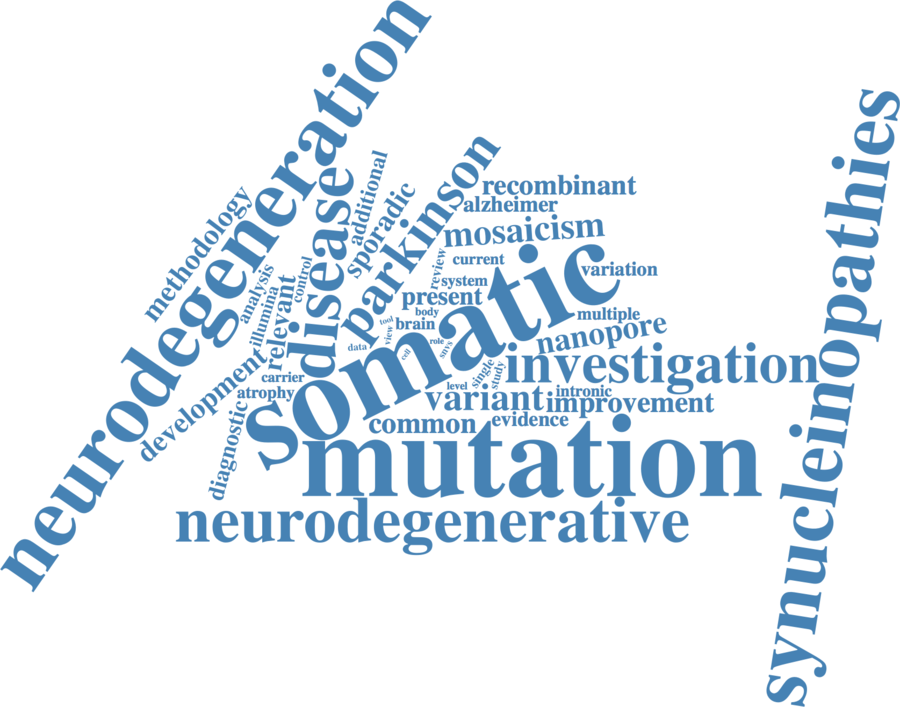 neurodegeneration
synucleinopathies
methodology
disease
additional
sporadic
parkinson
recombinant
alzheimer
mosaicism
current
review
system
variation
somatic
present
body
multiple
analysis
control
illumina
relevant
tool
view
brain
data
cell
role
snvs
nanopore
investigation
development
carrier
atrophy
level
single
study
intronic
variant
improvement
common
evidence
diagnostic
mutation
neurodegenerative